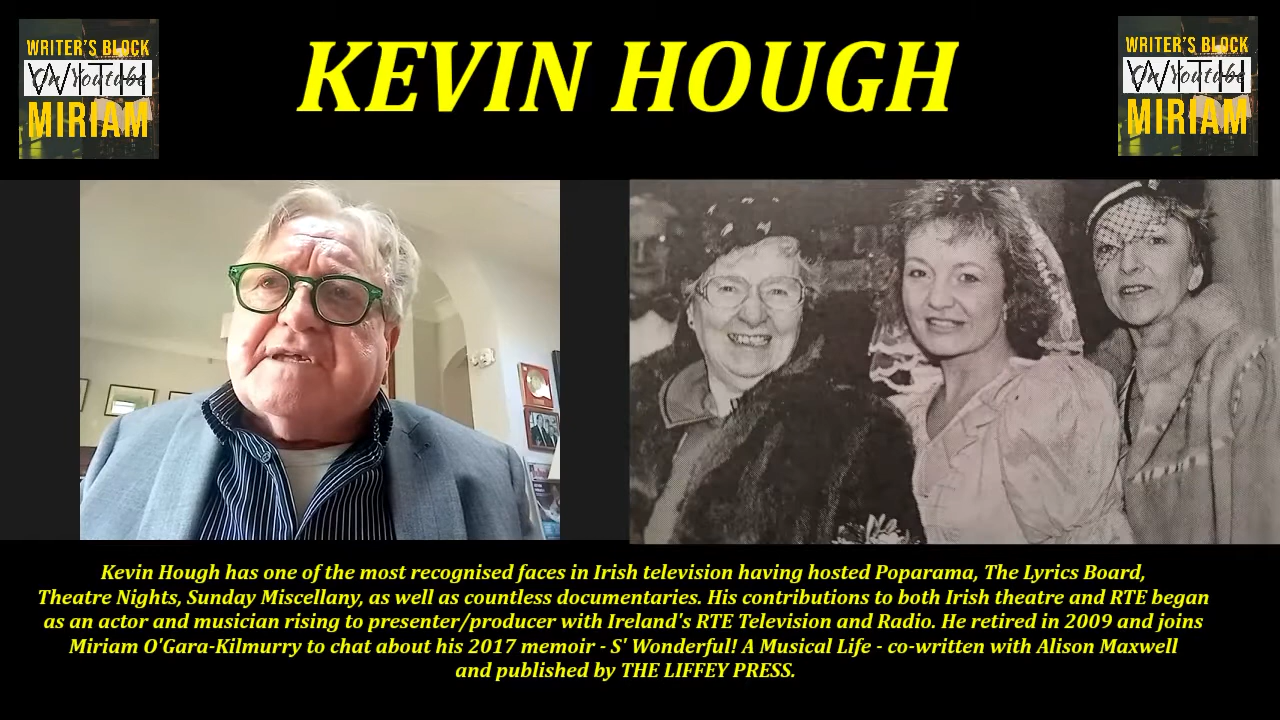 WRITER'S BLOCK
WITH
On Youtube
MIRIAM
KEVIN HOUGH
WRITER'S BLOCK
WITH
On Youtube
MIRIAM
Kevin Hough has one of the most recognised faces in Irish television having hosted Poparama, The Lyrics Board,
Theatre Nights, Sunday Miscellany, as well as countless documentaries. His contributions to both Irish theatre and RTE began
as an actor and musician rising to presenter/producer with Ireland's RTE Television and Radio. He retired in 2009 and joins
Miriam O'Gara-Kilmurry to chat about his 2017 memoir - S' Wonderful! A Musical Life - co-written with Alison Maxwell
and published by THE LIFFEY PRESS.